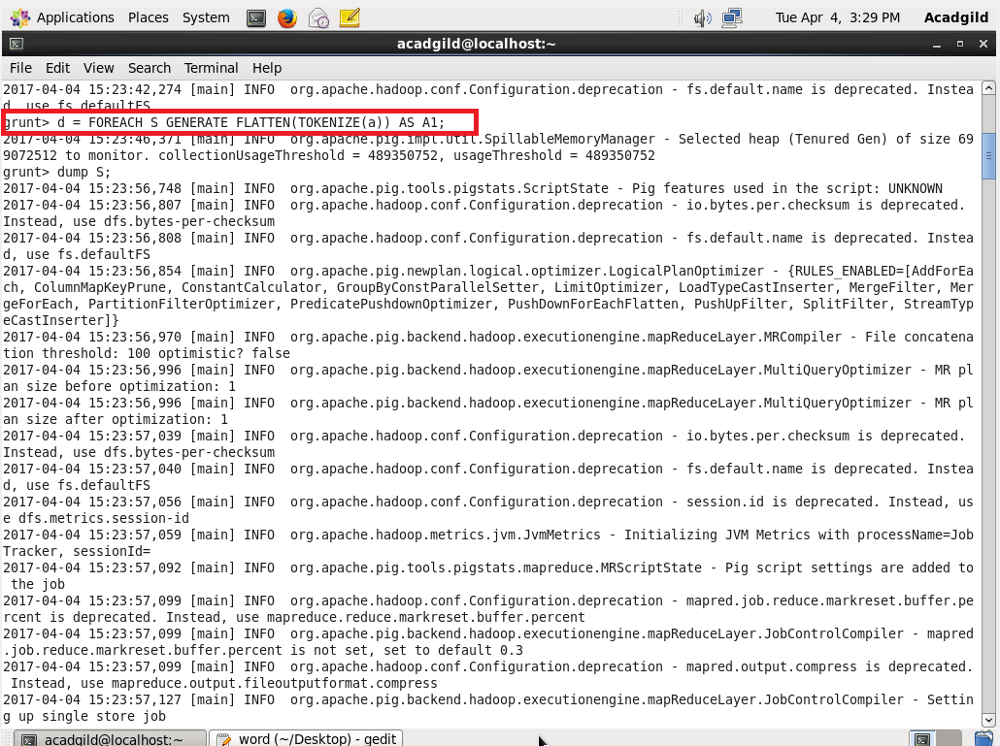 Applications Places System Tue Apr 4, 3:29 PM Acadgild
acadgild@localhost:~
File Edit View Search Terminal Help
2017-04-04 15:23:42,274 [main] INFO  org.apache.hadoop.conf.Configuration.deprecation - fs.default.name is deprecated. Instea
d, use fs.defaultFS
grunt> d = FOREACH S GENERATE FLATTEN(TOKENIZE(a)) AS A1;
2017-04-04 15:23:46,371 [main] INFO  org.apache.pig.impl.util.SpillableMemoryManager - Selected heap (Tenured Gen) of size 69
9072512 to monitor. collectionUsageThreshold = 489350752, usageThreshold = 489350752
grunt> dump S;
2017-04-04 15:23:56,748 [main] INFO  org.apache.pig.tools.pigstats.ScriptState - Pig features used in the script: UNKNOWN
2017-04-04 15:23:56,807 [main] INFO  org.apache.hadoop.conf.Configuration.deprecation - io.bytes.per.checksum is deprecated.
Instead, use dfs.bytes-per-checksum
2017-04-04 15:23:56,808 [main] INFO  org.apache.hadoop.conf.Configuration.deprecation - fs.default.name is deprecated. Instea
d, use fs.defaultFS
2017-04-04 15:23:56,854 [main] INFO  org.apache.pig.newplan.logical.optimizer.LogicalPlanOptimizer - {RULES_ENABLED=[AddForEa
ch, ColumnMapKeyPrune, ConstantCalculator, GroupByConstParallelSetter, LimitOptimizer, LoadTypeCastInserter, MergeFilter, Mer
geForEach, PartitionFilterOptimizer, PredicatePushdownOptimizer, PushDownForEachFlatten, PushUpFilter, SplitFilter, StreamTyp
eCastInserter]}
2017-04-04 15:23:56,970 [main] INFO  org.apache.pig.backend.hadoop.executionengine.mapReduceLayer.MRCompiler - File concatena
tion threshold: 100 optimistic? false
2017-04-04 15:23:56,996 [main] INFO  org.apache.pig.backend.hadoop.executionengine.mapReduceLayer.MultiQueryOptimizer - MR pl
an size before optimization: 1
2017-04-04 15:23:56,996 [main] INFO  org.apache.pig.backend.hadoop.executionengine.mapReduceLayer.MultiQueryOptimizer - MR pl
an size after optimization: 1
2017-04-04 15:23:57,039 [main] INFO  org.apache.hadoop.conf.Configuration.deprecation - io.bytes.per.checksum is deprecated.
Instead, use dfs.bytes-per-checksum
2017-04-04 15:23:57,040 [main] INFO  org.apache.hadoop.conf.Configuration.deprecation - fs.default.name is deprecated. Instea
d, use fs.defaultFS
2017-04-04 15:23:57,056 [main] INFO  org.apache.hadoop.conf.Configuration.deprecation - session.id is deprecated. Instead, us
e dfs.metrics.session-id
2017-04-04 15:23:57,059 [main] INFO  org.apache.hadoop.metrics.jvm.JvmMetrics - Initializing JVM Metrics with processName=Job
Tracker, sessionId=
2017-04-04 15:23:57,092 [main] INFO  org.apache.pig.tools.pigstats.mapreduce.MRScriptState - Pig script settings are added to
 the job
2017-04-04 15:23:57,099 [main] INFO  org.apache.hadoop.conf.Configuration.deprecation - mapred.job.reduce.markreset.buffer.pe
rcent is deprecated. Instead, use mapreduce.reduce.markreset.buffer.percent
2017-04-04 15:23:57,099 [main] INFO  org.apache.pig.backend.hadoop.executionengine.mapReduceLayer.JobControlCompiler - mapred
.job.reduce.markreset.buffer.percent is not set, set to default 0.3
2017-04-04 15:23:57,099 [main] INFO  org.apache.hadoop.conf.Configuration.deprecation - mapred.output.compress is deprecated.
 Instead, use mapreduce.output.fileoutputformat.compress
2017-04-04 15:23:57,127 [main] INFO  org.apache.pig.backend.hadoop.executionengine.mapReduceLayer.JobControlCompiler - Settin
g up single store job
acadgild@localhost:~ word (~/Desktop) - gedit